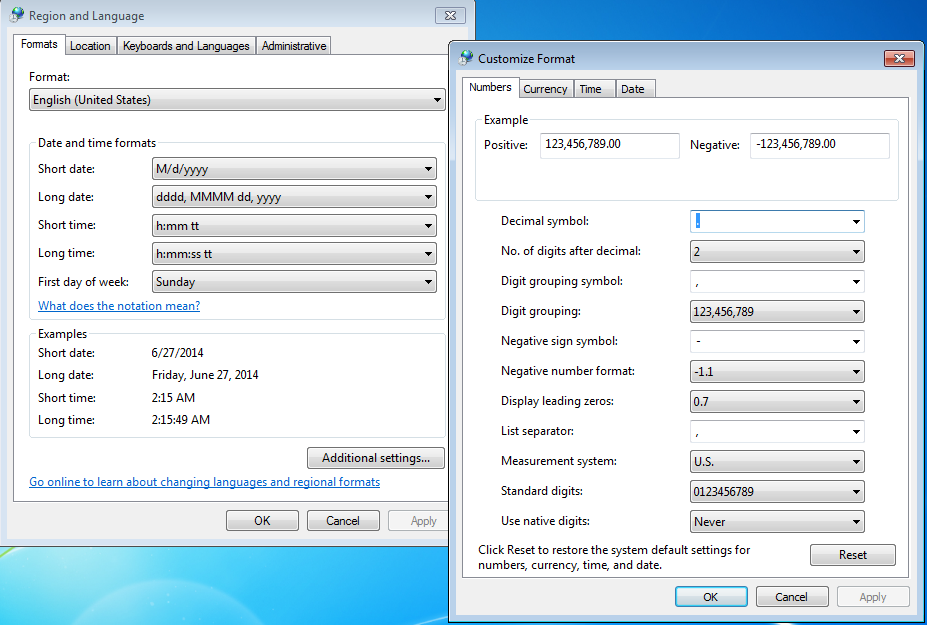 Region and Language
Formats
Location
Keyboards and Languages
Administrative
Format:
English (United States)
Date and time formats
Short date:
M/d/yyyy
Long date:
dddd, MMMM dd, yyyy
Short time:
h:mm tt
Long time:
h:mm:ss tt
First day of week:
Sunday
What does the notation mean?
Examples
Short date:
6/27/2014
Long date:
Friday, June 27, 2014
Short time:
2:15 AM
Long time:
2:15:49 AM
Additional settings...
Go online to learn about changing languages and regional formats
OK
Cancel
Apply
Customize Format
Numbers
Currency
Time
Date
Example
Positive:
123,456,789.00
Negative:
-123,456,789.00
Decimal symbol:
.
No. of digits after decimal:
2
Digit grouping symbol:
,
Digit grouping:
123,456,789
Negative sign symbol:
-
Negative number format:
-1.1
Display leading zeros:
0.7
List separator:
,
Measurement system:
U.S.
Standard digits:
0123456789
Use native digits:
Never
Click Reset to restore the system default settings for
numbers, currency, time, and date.
Reset
OK
Cancel
Apply